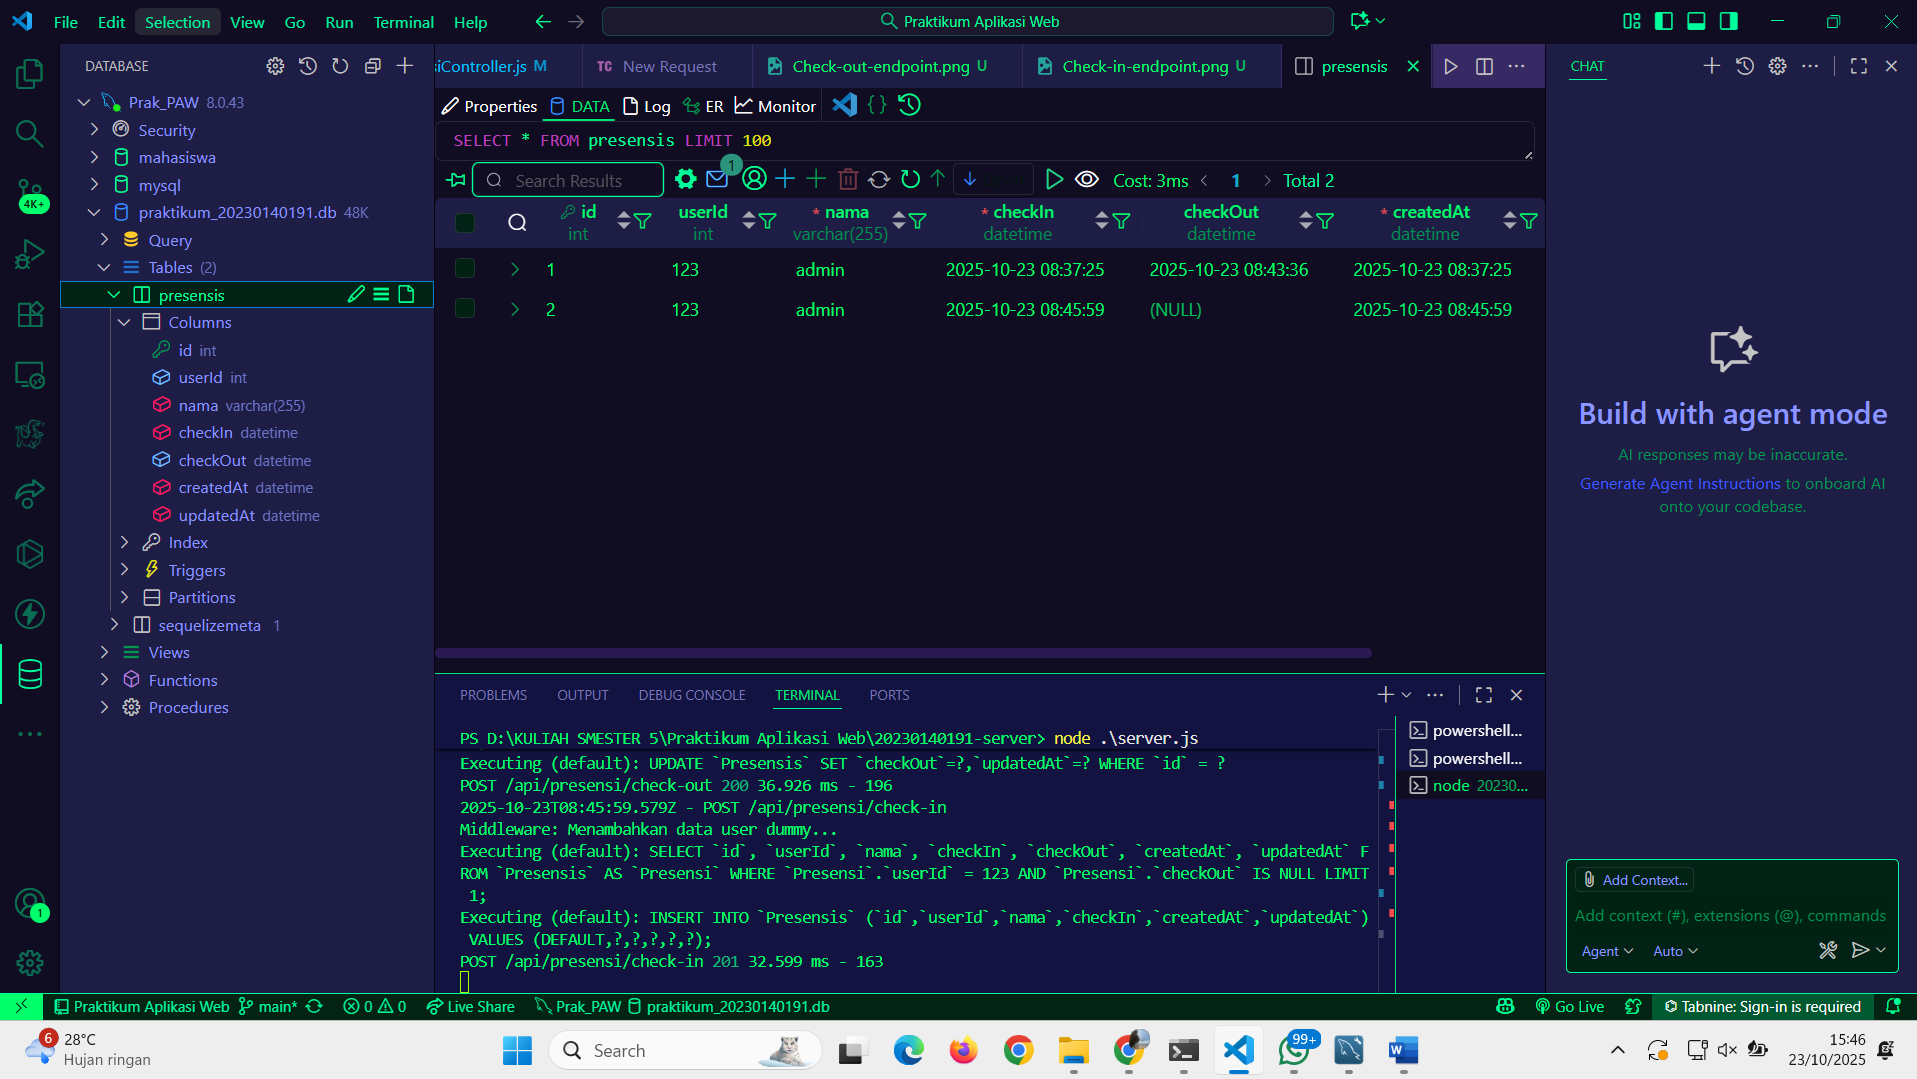 File Edit Selection View Go Run Terminal Help
Praktikum Aplikasi Web
DATABASE
Prak_PAW 8.0.43
Security
mahasiswa
mysql
praktikum_20230140191.db 48K
Query
Tables (2)
presensis
Columns
id int
userId int
nama varchar(255)
checkIn datetime
checkOut datetime
createdAt datetime
updatedAt datetime
Index
Triggers
Partitions
sequelizemeta 1
Views
Functions
Procedures
4K+
1
siController.js M
TC New Request
Check-out-endpoint.png U
Check-in-endpoint.png U
presensis
Properties DATA Log ER Monitor
SELECT * FROM presensis LIMIT 100
Search Results
1
Cost: 3ms 1 Total 2
id userId * nama * checkIn checkOut * createdAt
int int varchar(255) datetime datetime datetime
1 123 admin 2025-10-23 08:37:25 2025-10-23 08:43:36 2025-10-23 08:37:25
2 123 admin 2025-10-23 08:45:59 (NULL) 2025-10-23 08:45:59
PROBLEMS OUTPUT DEBUG CONSOLE TERMINAL PORTS
PS D:\KULIAH SMESTER 5\Praktikum Aplikasi Web\20230140191-server> node .\server.js
Executing (default): UPDATE `Presensis` SET `checkOut`=?,`updatedAt`=? WHERE `id` = ?
POST /api/presensi/check-out 200 36.926 ms - 196
2025-10-23T08:45:59.579Z - POST /api/presensi/check-in
Middleware: Menambahkan data user dummy...
Executing (default): SELECT `id`, `userId`, `nama`, `checkIn`, `checkOut`, `createdAt`, `updatedAt` F
ROM `Presensis` AS `Presensi` WHERE `Presensi`.`userId` = 123 AND `Presensi`.`checkOut` IS NULL LIMIT
1;
Executing (default): INSERT INTO `Presensis` (`id`,`userId`,`nama`,`checkIn`,`createdAt`,`updatedAt`)
VALUES (DEFAULT,?,?,?,?,?);
POST /api/presensi/check-in 201 32.599 ms - 163
powershell...
powershell...
node 20230...
CHAT
Build with agent mode
AI responses may be inaccurate.
Generate Agent Instructions to onboard AI
onto your codebase.
Add Context...
Add context (#), extensions (@), commands
Agent Auto
Praktikum Aplikasi Web main* 0 0 Live Share Prak_PAW praktikum_20230140191.db
Go Live Tabnine: Sign-in is required
6
28°C
Hujan ringan
Search
99+
15:46
23/10/2025